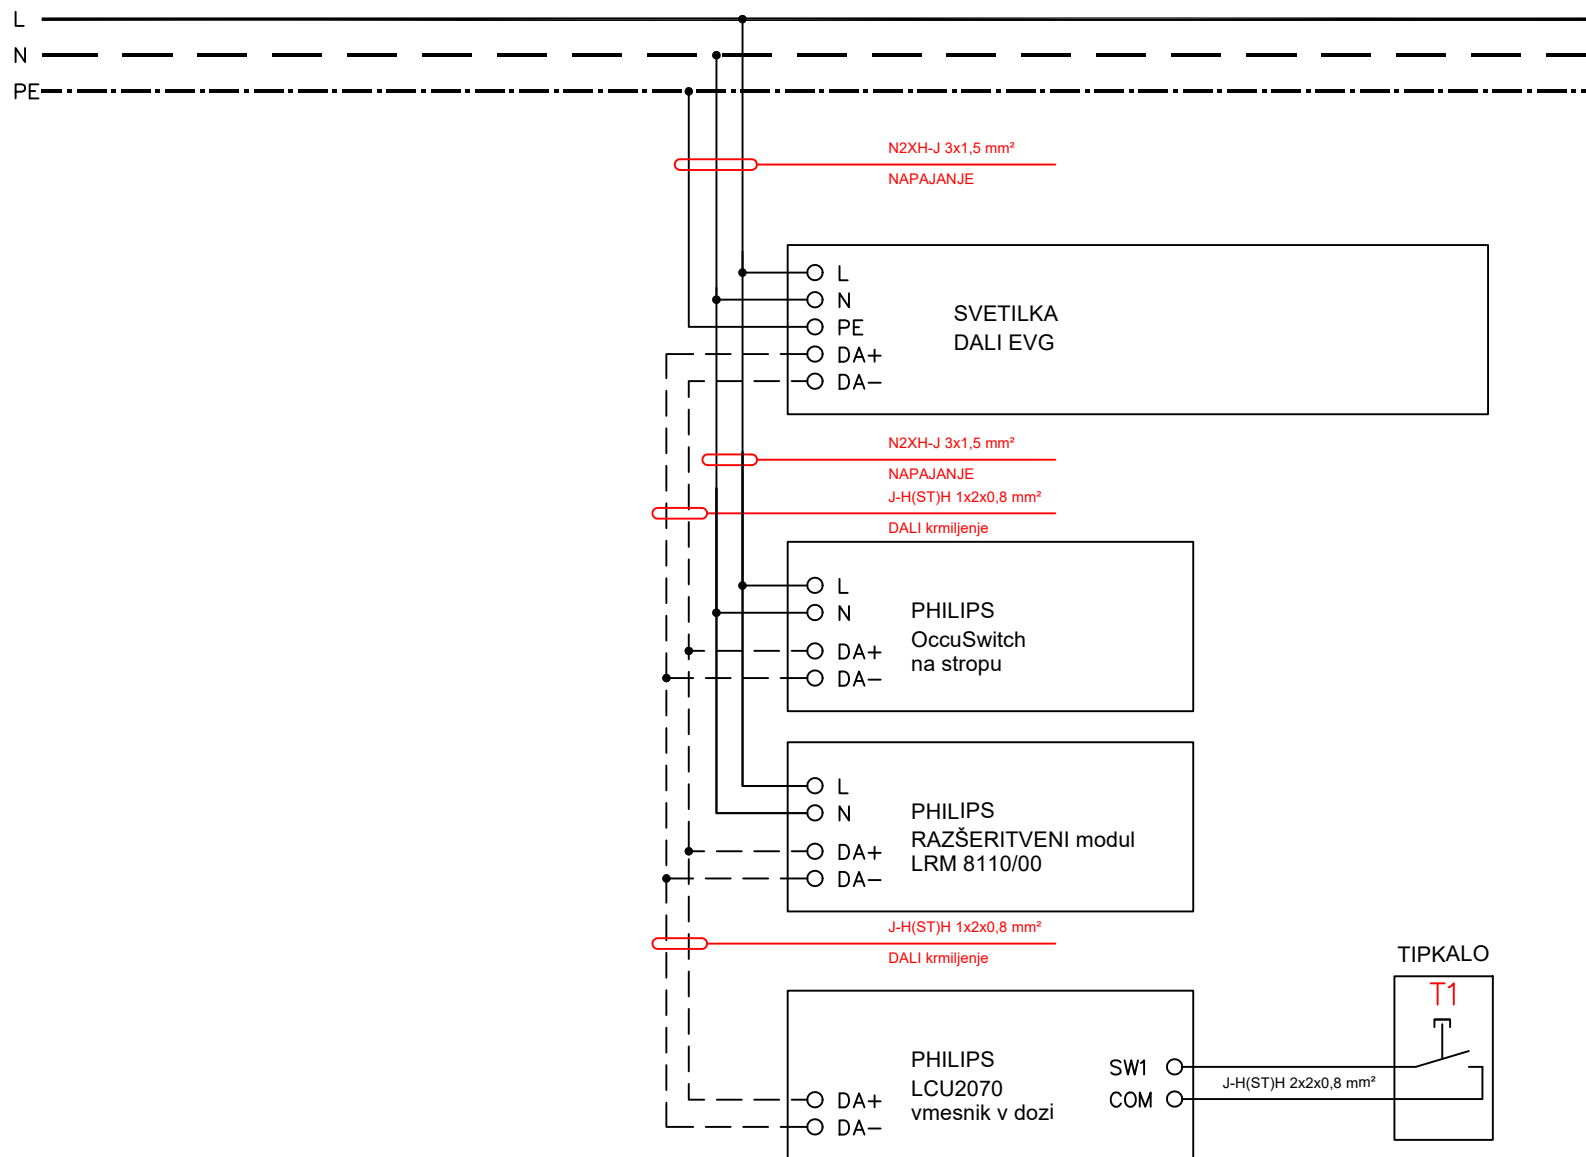 L
N
PE
N2XH-J 3x1,5 mm²
NAPAJANJE
L
N
PE
DA+
DA−
SVETILKA
DALI EVG
N2XH-J 3x1,5 mm²
NAPAJANJE
J-H(ST)H 1x2x0,8 mm²
DALI krmiljenje
L
N
DA+
DA−
PHILIPS
OccuSwitch
na stropu
L
N
DA+
DA−
PHILIPS
RAZŠERITVENI modul
LRM 8110/00
J-H(ST)H 1x2x0,8 mm²
DALI krmiljenje
TIPKALO
T1
PHILIPS
LCU2070
vmesnik v dozi
DA+
DA−
SW1
COM
J-H(ST)H 2x2x0,8 mm²